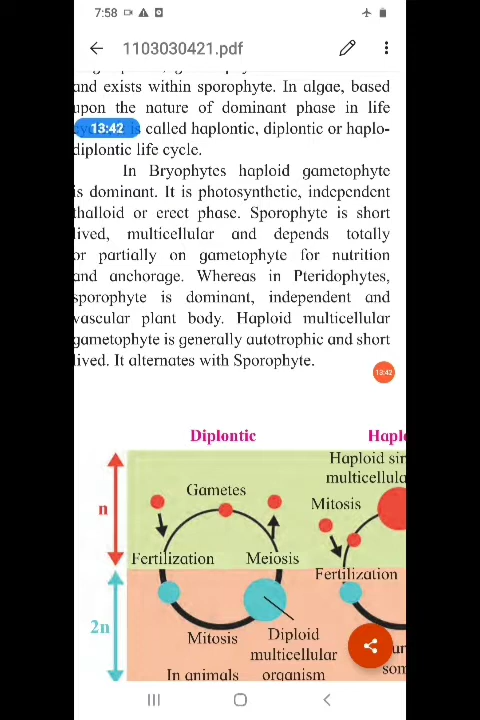 7:58
1103030421.pdf
and exists within sporophyte. In algae, based
upon the nature of dominant phase in life
13:42 is called haplontic, diplontic or haplo-
diplontic life cycle.
In Bryophytes haploid gametophyte
is dominant. It is photosynthetic, independent
thalloid or erect phase. Sporophyte is short
lived, multicellular and depends totally
or partially on gametophyte for nutrition
and anchorage. Whereas in Pteridophytes,
sporophyte is dominant, independent and
vascular plant body. Haploid multicellular
gametophyte is generally autotrophic and short
lived. It alternates with Sporophyte.
13:42
Diplontic
n
Gametes
Fertilization
Meiosis
2n
Mitosis
Diploid
multicellular
organism
In animals
Haplo
Haploid sin
multicellula
Mitosis
Fertilization
som